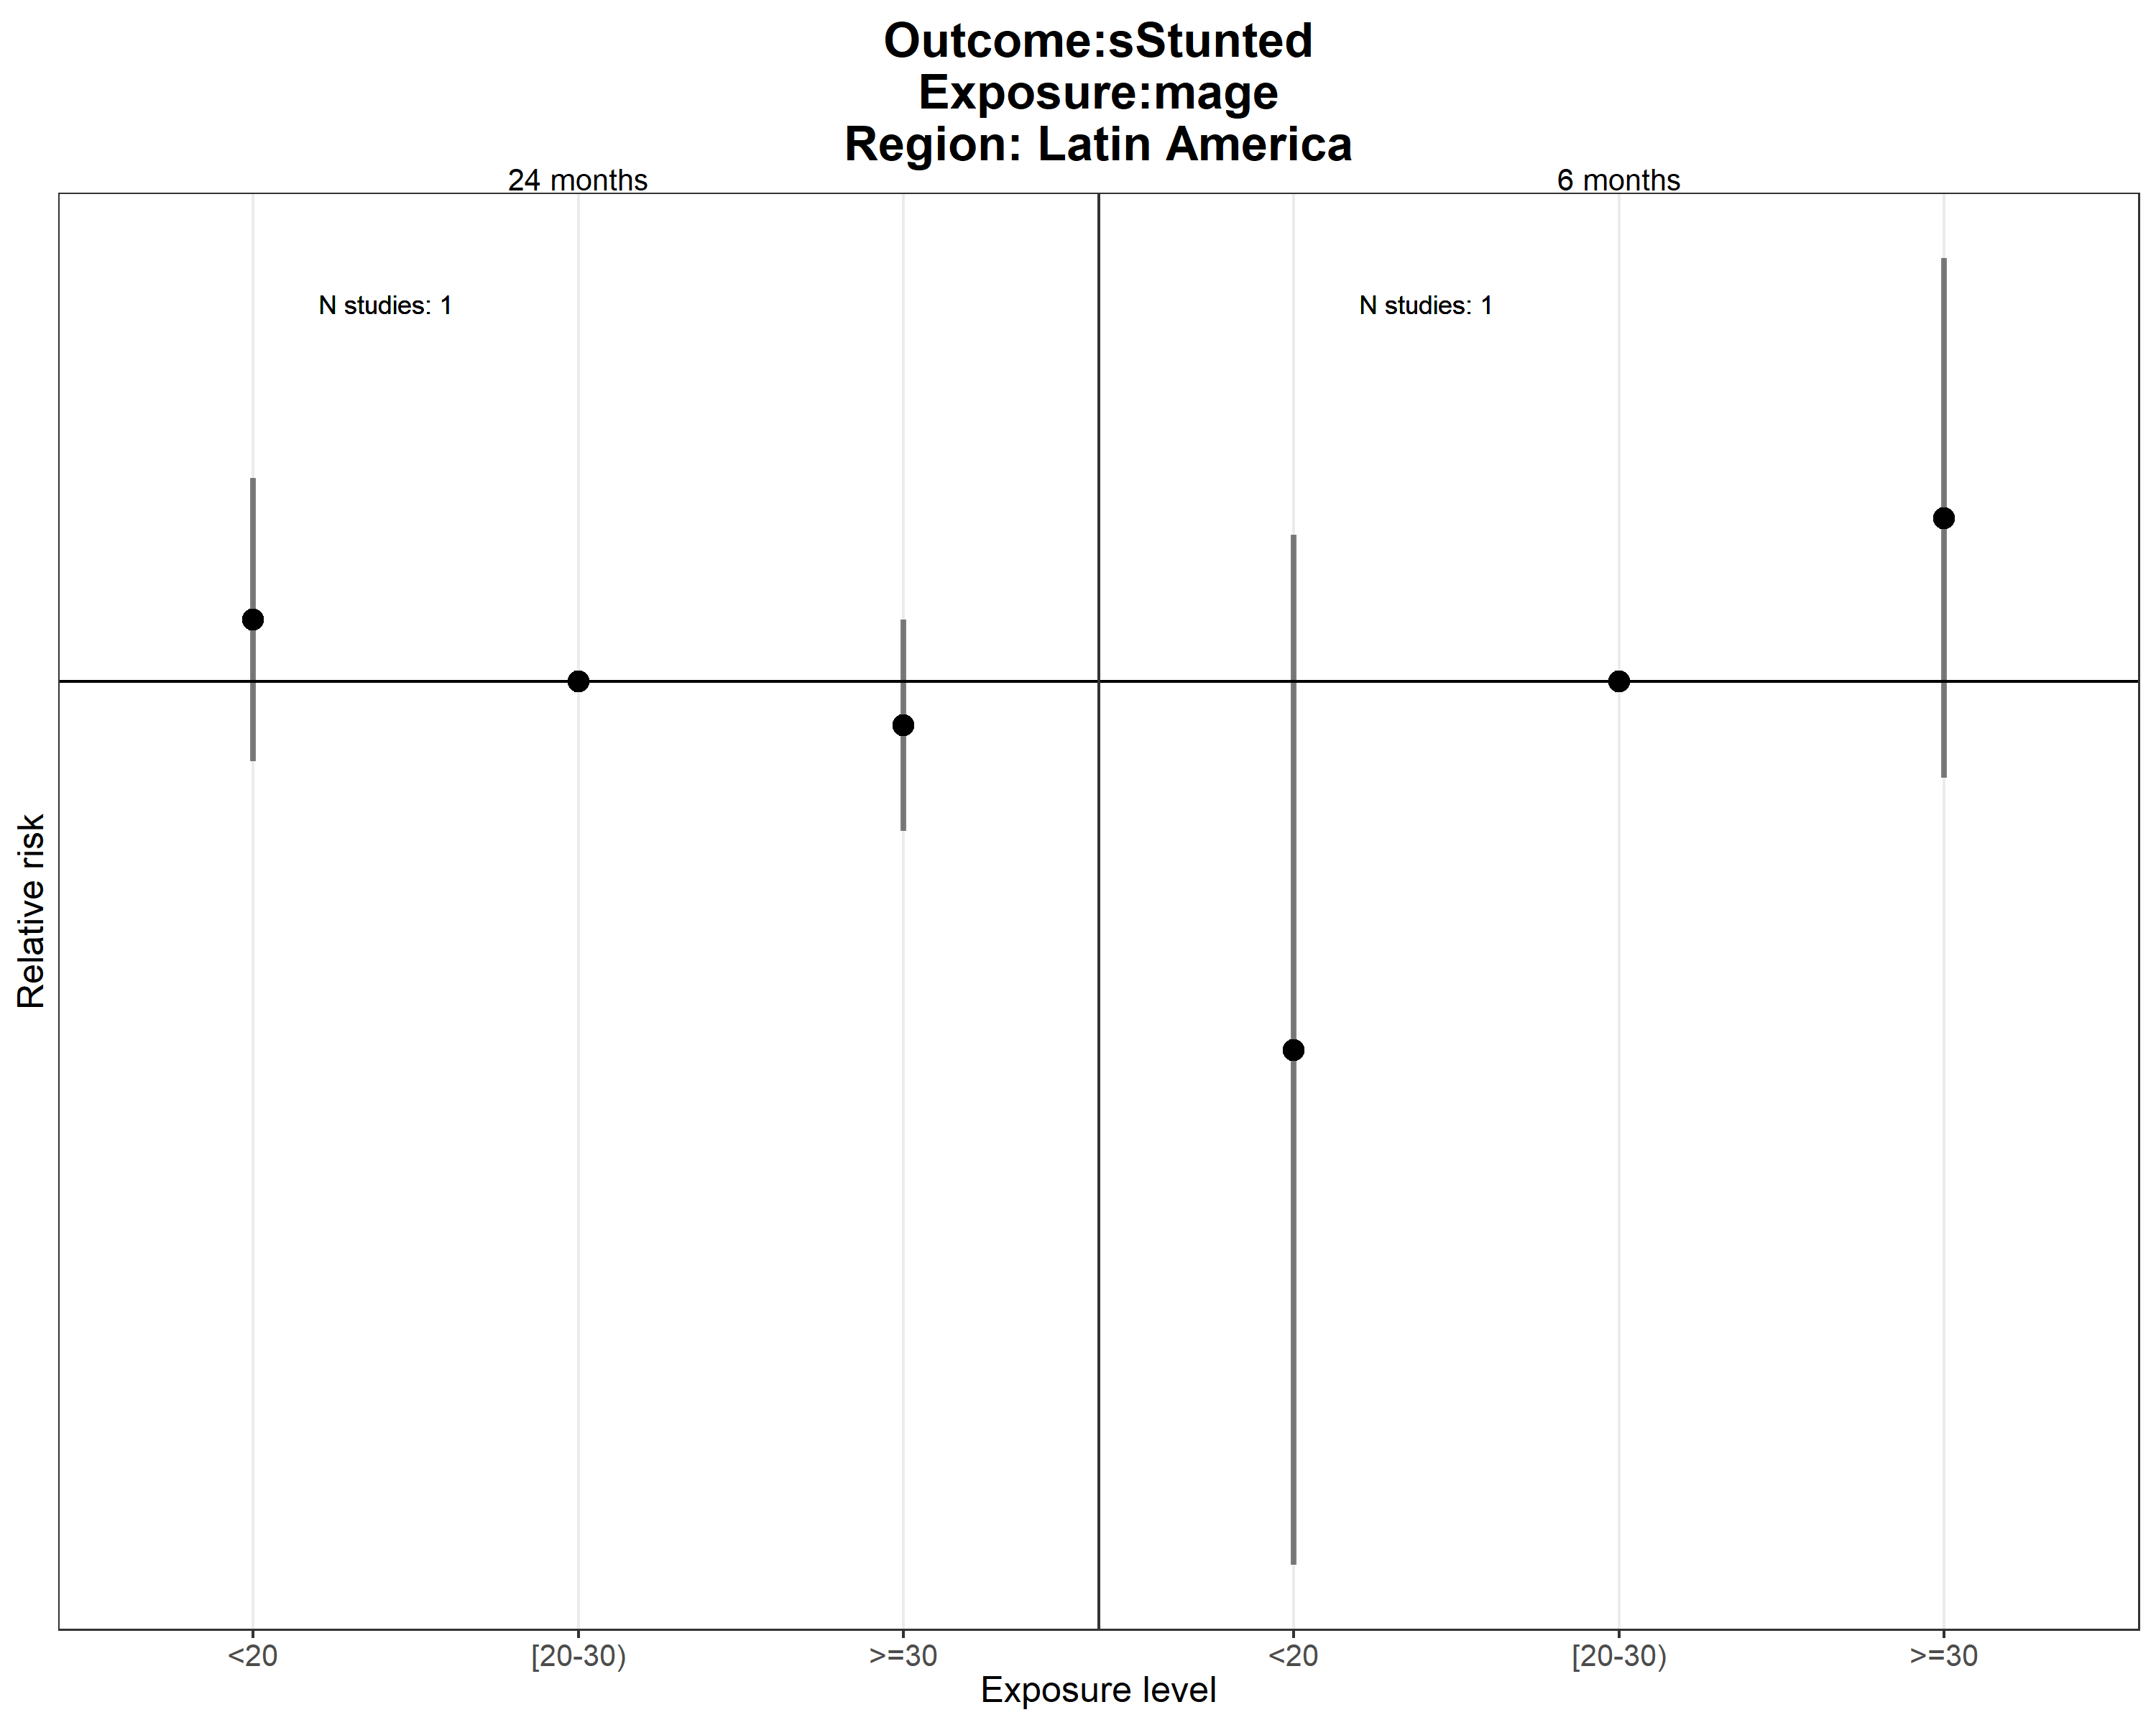 Outcome:sStunted
Exposure:mage
Region: Latin America
24 months
6 months
N studies: 1
N studies: 1
Relative risk
<20
[20-30)
>=30
<20
[20-30)
>=30
Exposure level